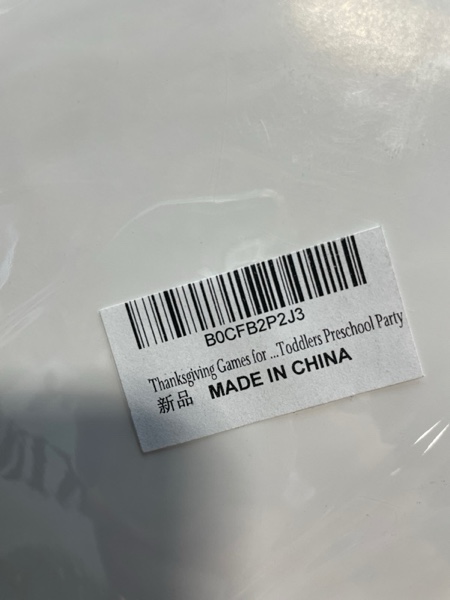 B0CFB2P2J3
Thanksgiving Games for ...Toddlers Preschool Party
新品 MADE IN CHINA